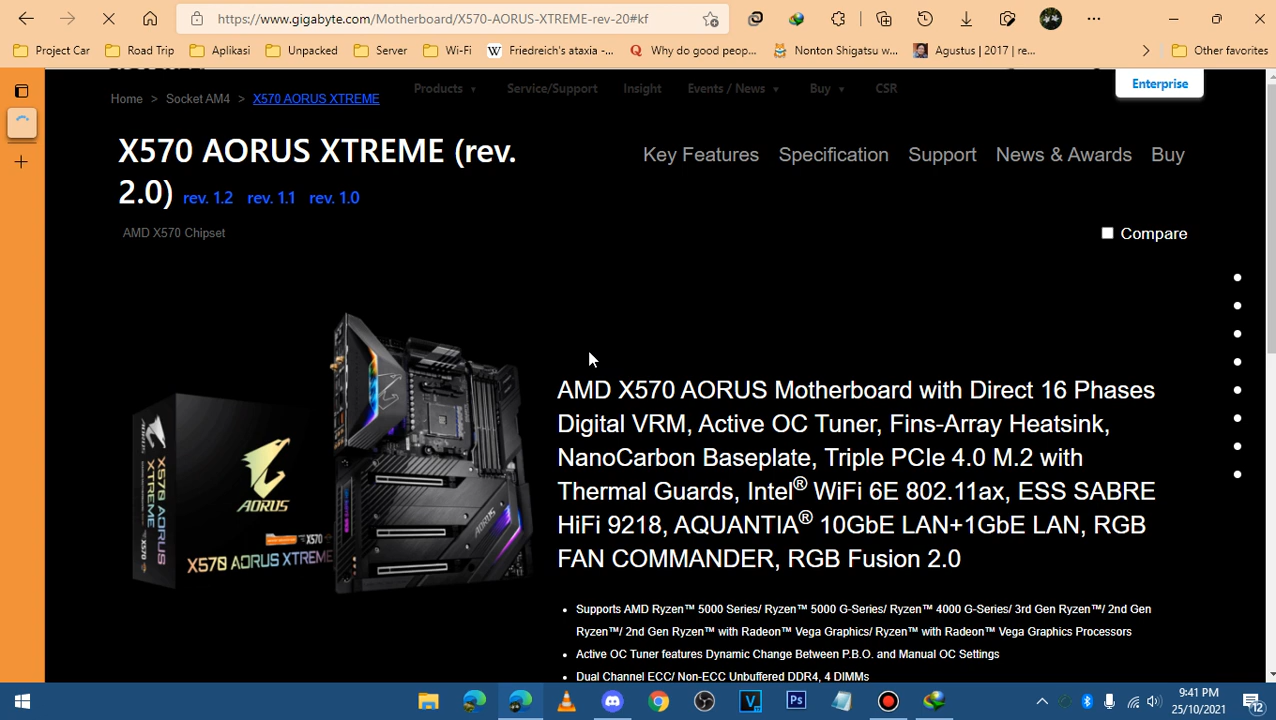 https://www.gigabyte.com/Motherboard/X570-AORUS-XTREME-rev-20#kf
Project Car
Road Trip
Aplikasi
Unpacked
Server
Wi-Fi
Friedreich's ataxia -...
Why do good peop...
Nonton Shigatsu w...
Agustus | 2017 | re...
Other favorites
Products
Service/Support
Insight
Events / News
Buy
CSR
Enterprise
Home > Socket AM4 > X570 AORUS XTREME
X570 AORUS XTREME (rev.
2.0) rev. 1.2 rev. 1.1 rev. 1.0
Key Features
Specification
Support
News & Awards
Buy
AMD X570 Chipset
Compare
AORUS
X570 AORUS XTREME
X570
X570 AORUS XTREME
AORUS
AMD X570 AORUS Motherboard with Direct 16 Phases
Digital VRM, Active OC Tuner, Fins-Array Heatsink,
NanoCarbon Baseplate, Triple PCIe 4.0 M.2 with
Thermal Guards, Intel® WiFi 6E 802.11ax, ESS SABRE
HiFi 9218, AQUANTIA® 10GbE LAN+1GbE LAN, RGB
FAN COMMANDER, RGB Fusion 2.0
Supports AMD Ryzen™ 5000 Series/ Ryzen™ 5000 G-Series/ Ryzen™ 4000 G-Series/ 3rd Gen Ryzen™/ 2nd Gen
Ryzen™/ 2nd Gen Ryzen™ with Radeon™ Vega Graphics/ Ryzen™ with Radeon™ Vega Graphics Processors
Active OC Tuner features Dynamic Change Between P.B.O. and Manual OC Settings
Dual Channel ECC/ Non-ECC Unbuffered DDR4, 4 DIMMs
9:41 PM
25/10/2021
12